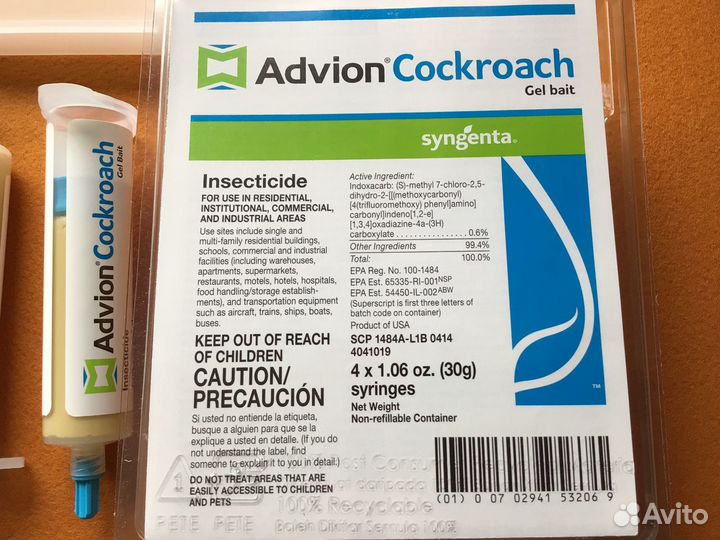 Advion® Cockroach
Gel bait
syngenta®
Insecticide
FOR USE IN RESIDENTIAL,
INSTITUTIONAL, COMMERCIAL,
AND INDUSTRIAL AREAS
Use sites include single and
multi-family residential buildings,
schools, commercial and industrial
facilities (including warehouses,
apartments, supermarkets,
restaurants, motels, hotels, hospitals,
food handling/storage establish-
ments), and transportation equipment
such as aircraft, trains, ships, boats,
buses.
KEEP OUT OF REACH
OF CHILDREN
CAUTION/
PRECAUCIÓN
Si usted no entiende la etiqueta,
busque a alguien para que se la
explique a usted en detalle. (If you do
not understand the label, find
someone to explain it to you in detail.)
DO NOT TREAT AREAS THAT ARE
EASILY ACCESSIBLE TO CHILDREN
AND PETS
Active Ingredient:
Indoxacarb: (S)-methyl 7-chloro-2,5-
dihydro-2-[[(methoxycarbonyl)
[4(trifluoromethoxy) phenyl]amino]
carbonyl]indeno[1,2-e]
[1,3,4]oxadiazine-4a-(3H)
carboxylate . . . . . . . . . . . . . . . . 0.6%
Other Ingredients 99.4%
Total: 100.0%
EPA Reg. No. 100-1484
EPA Est. 65335-RI-001NSP
EPA Est. 54450-IL-002ABW
(Superscript is first three letters of
batch code on container)
Product of USA
SCP 1484A-L1B 0414
4041019
4 x 1.06 oz. (30g)
syringes
Net Weight
Non-refillable Container
TM
(01) 0 07 02941 53206 9
1
100% Recyclable
PETE PETE
Advion® Cockroach
Gel Bait
Insecticide
Avito